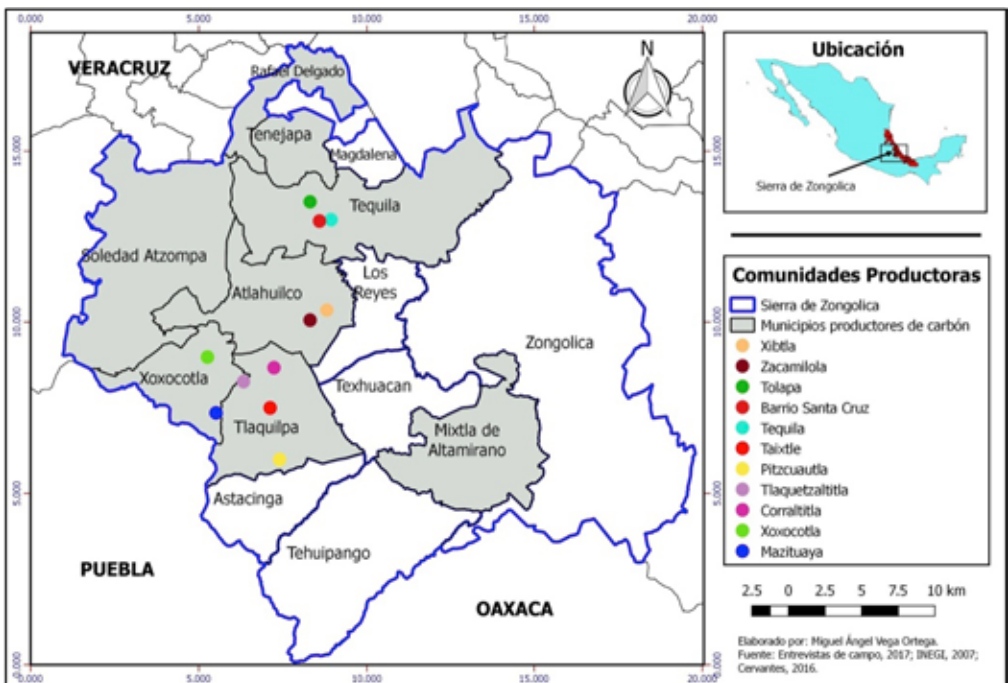 0.000
5.000
10.000
15.000
20.000
VERACRUZ
Rafael Delgado
N
Tenejapa
Magdalena
15.000
15.000
Tequila
Soledad Atzompa
Los
Reyes
Atlahuilco
10.000
10.000
Zongolica
Xoxocotla
Texhuacan
Tlaquilpa
Mixtla de
Altamirano
5.000
5.000
Astacinga
Tehuipango
PUEBLA
OAXACA
0.000
0.000
0.000
5.000
10.000
15.000
20.000
Ubicación
Sierra de Zongolica
Comunidades Productoras
Sierra de Zongolica
Municipios productores de carbón
Xibtla
Zacamilola
Tolapa
Barrio Santa Cruz
Tequila
Taixtle
Pitzcuautla
Tlaquetzaltitla
Corraltitla
Xoxocotla
Mazituaya
2.5 0 2.5 5 7.5 10 km
Elaborado por: Miguel Ángel Vega Ortega.
Fuente: Entrevistas de campo, 2017; INEGI, 2007;
Cervantes, 2016.